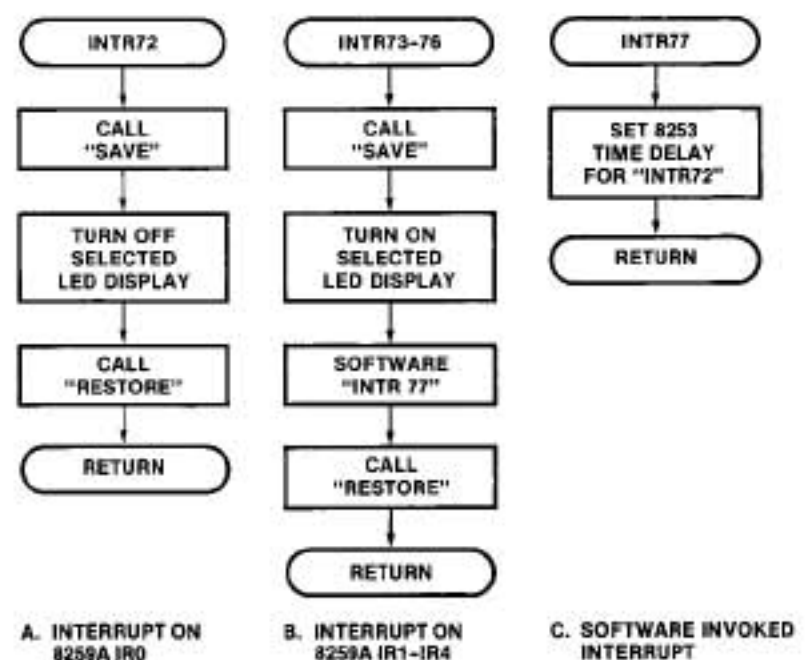 INTR72
CALL
"SAVE"
TURN OFF
SELECTED
LED DISPLAY
CALL
"RESTORE"
RETURN
A. INTERRUPT ON
8259A IR0
INTR73-76
CALL
"SAVE"
TURN ON
SELECTED
LED DISPLAY
SOFTWARE
"INTR 77"
CALL
"RESTORE"
RETURN
B. INTERRUPT ON
8259A IR1-IR4
INTR77
SET 8253
TIME DELAY
FOR "INTR72"
RETURN
C. SOFTWARE INVOKED
INTERRUPT